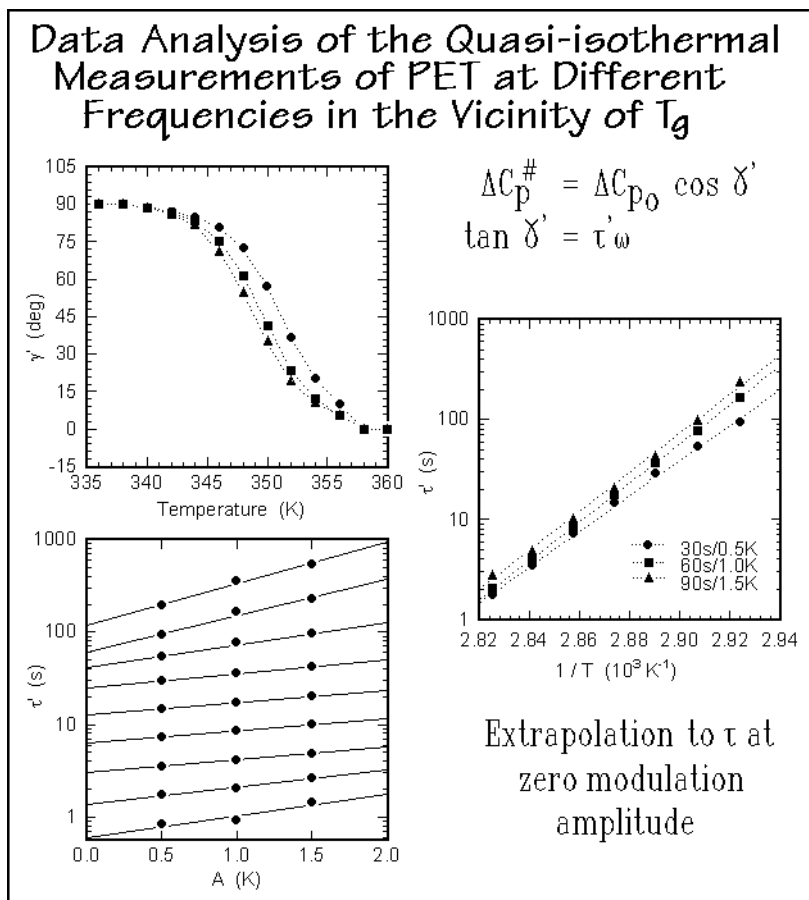 Data Analysis of the Quasi-isothermal
Measurements of PET at Different
Frequencies in the Vicinity of Tg
ΔCp# = ΔCpo cos γ'
tan γ' = τ'ω
105
90
75
60
45
30
15
0
-15
γ' (deg)
335 340 345 350 355 360
Temperature (K)
1000
100
10
1
τ' (s)
30s/0.5K
60s/1.0K
90s/1.5K
2.82 2.84 2.86 2.88 2.90 2.92 2.94
1/T (10³ K⁻¹)
1000
100
10
1
τ' (s)
0.0 0.5 1.0 1.5 2.0
A (K)
Extrapolation to τ at
zero modulation
amplitude